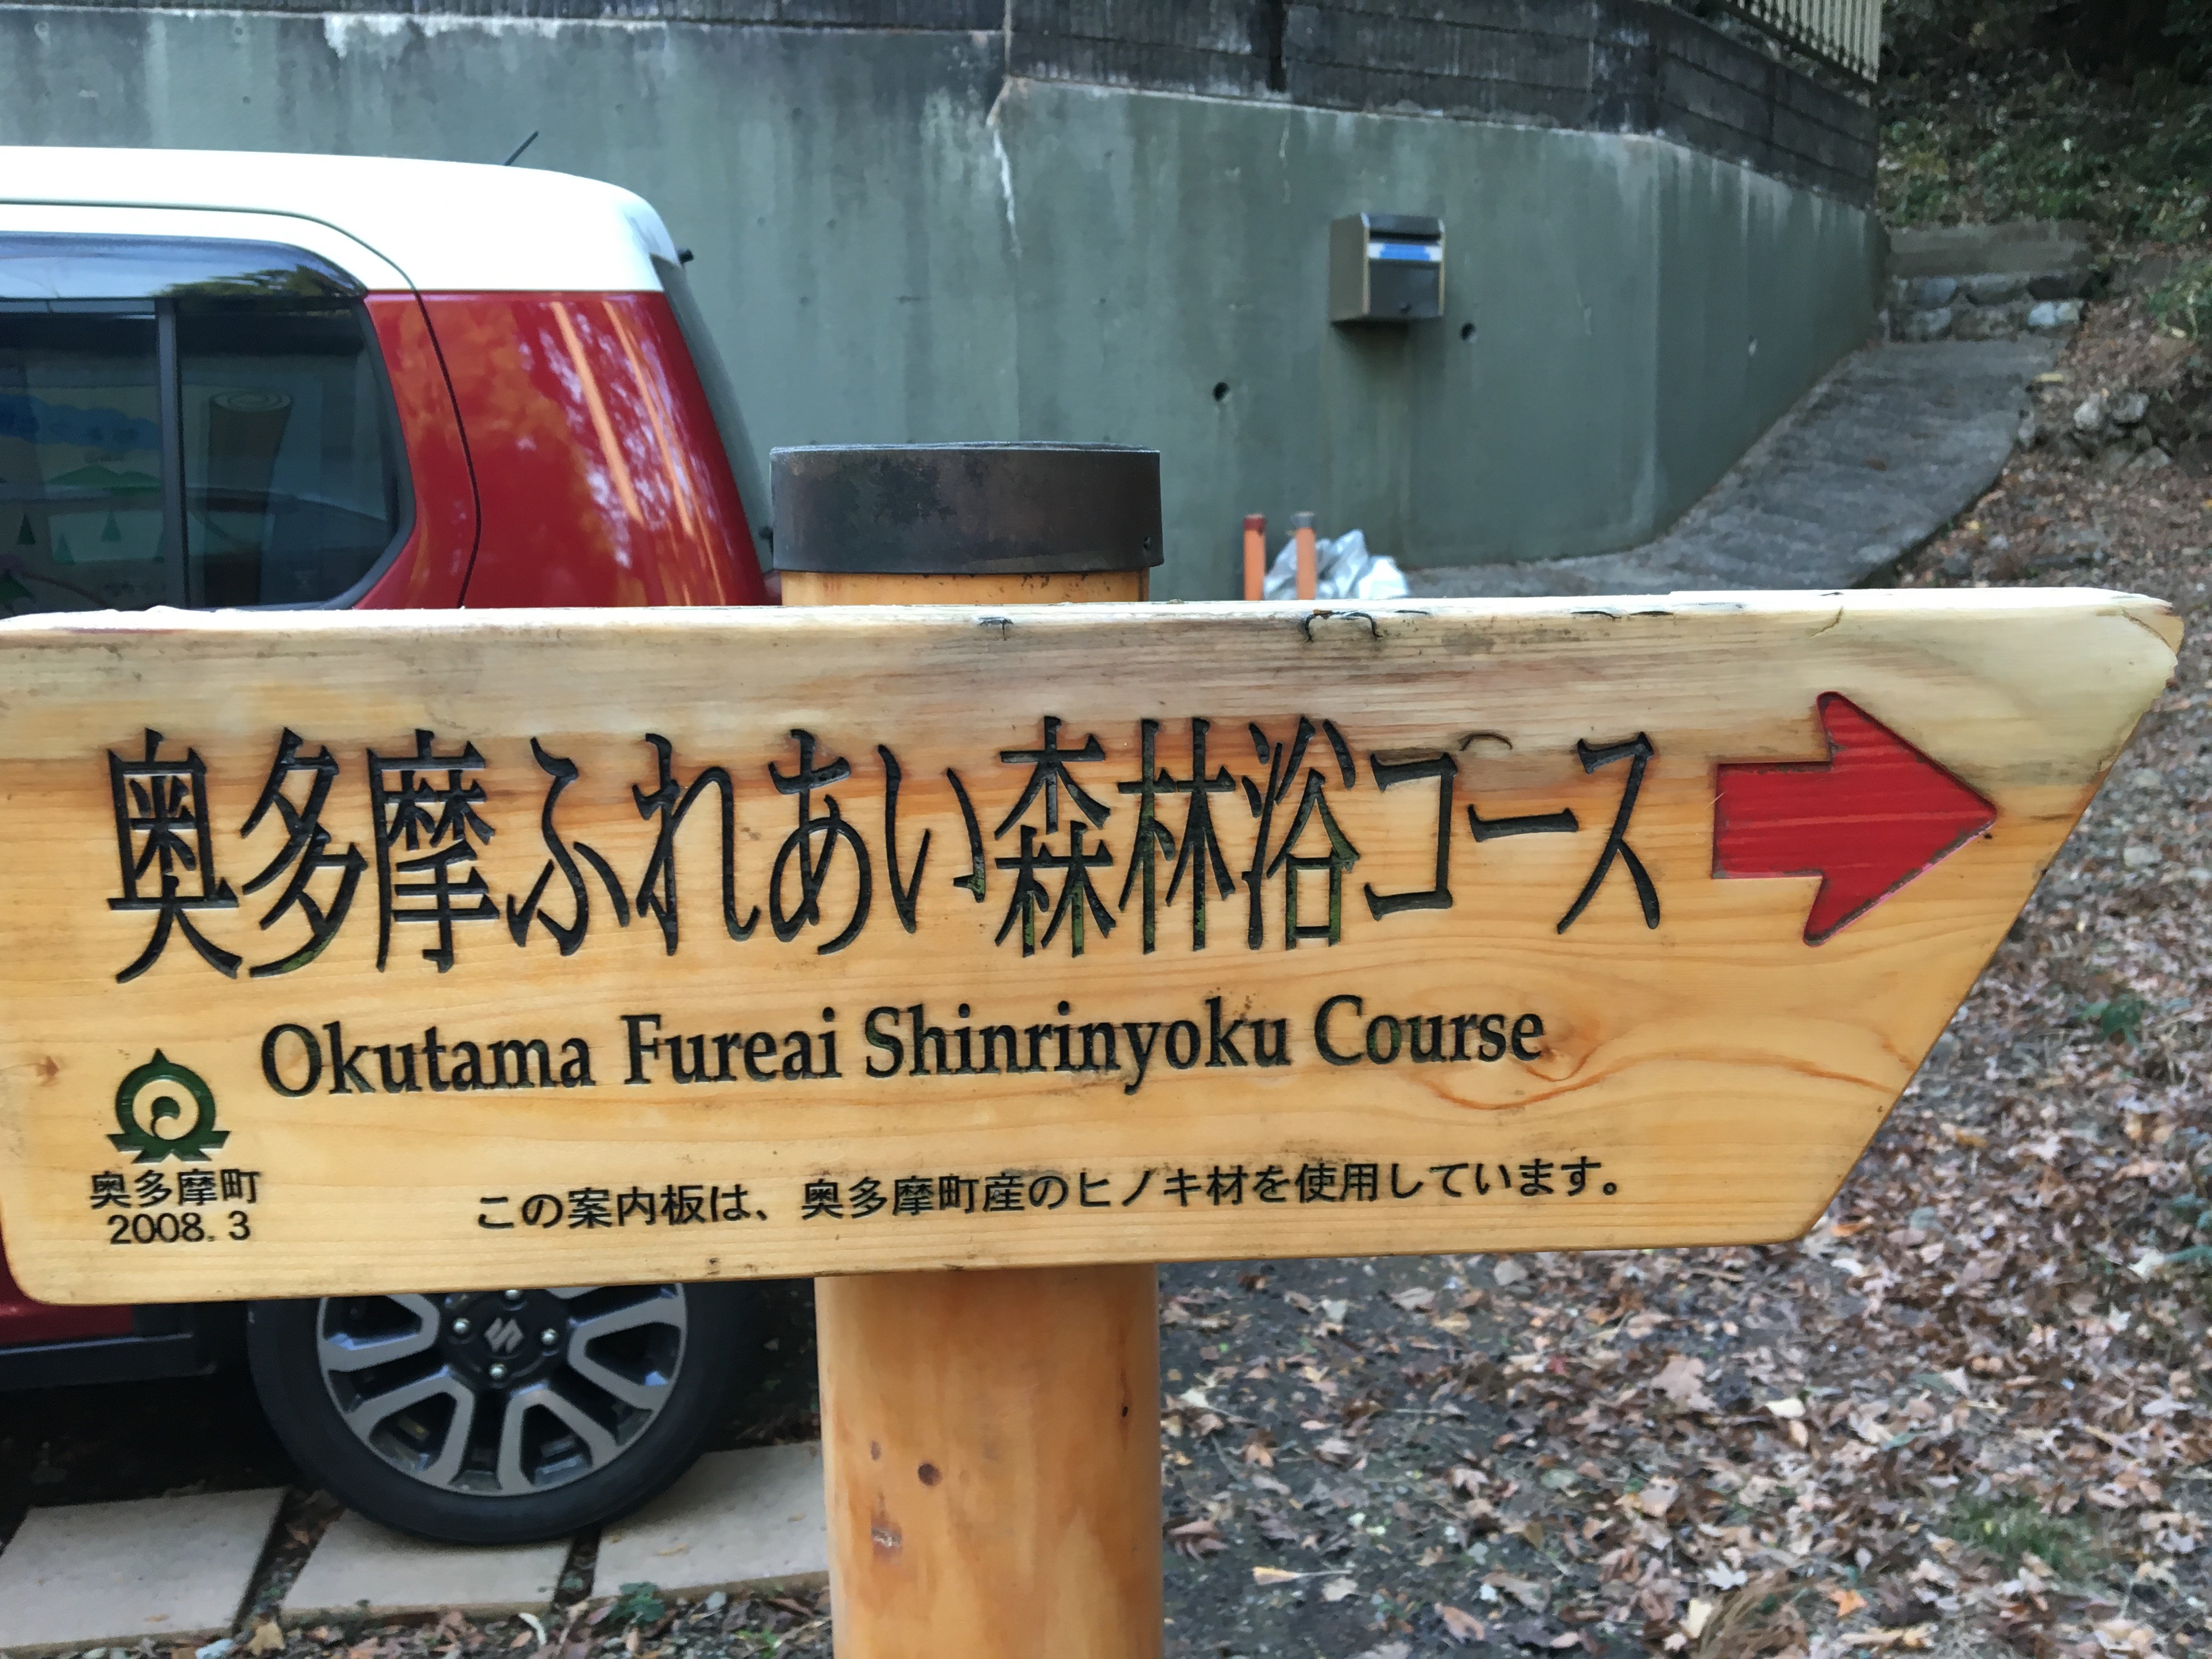 奥多摩ふれあい森林浴コース
Okutama Fureai Shinrinyoku Course
奥多摩町
2008.3
この案内板は、奥多摩町産のヒノキ材を使用しています。